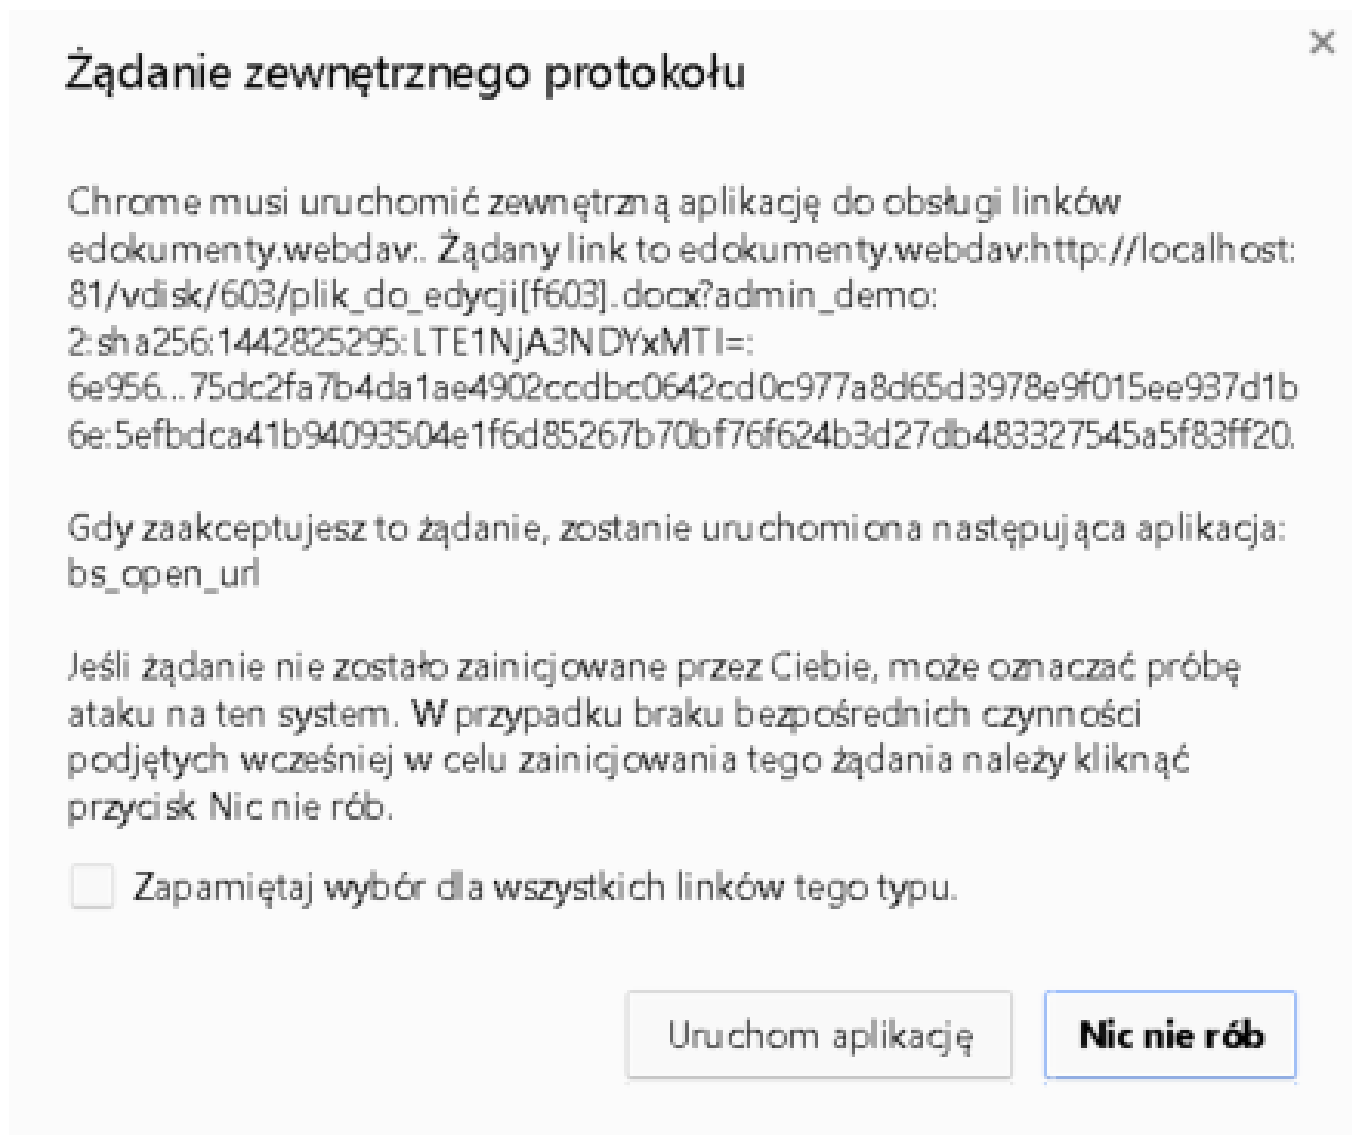 Żądanie zewnętrznego protokołu
Chrome musi uruchomić zewnętrzną aplikację do obsługi linków
edokumenty.webdav:. Żądany link to edokumenty.webdav:http://localhost:
81/vdisk/603/plik_do_edycji[f603].docx?admin_demo:
2:sha256:1442825295:LTE1NjA3NDYxMTI=:
6e956...75dc2fa7b4da1ae4902ccdbc0642cd0c977a8d65d3978e9f015ee937d1b
6e:5efbdca41b94093504e1f6d85267b70bf76f624b3d27db483327545a5f83ff20.
Gdy zaakceptujesz to żądanie, zostanie uruchomiona następująca aplikacja:
bs_open_url
Jeśli żądanie nie zostało zainicjowane przez Ciebie, może oznaczać próbę
ataku na ten system. W przypadku braku bezpośrednich czynności
podjętych wcześniej w celu zainicjowania tego żądania należy kliknąć
przycisk Nic nie rób.
Zapamiętaj wybór dla wszystkich linków tego typu.
Uruchom aplikację
Nic nie rób